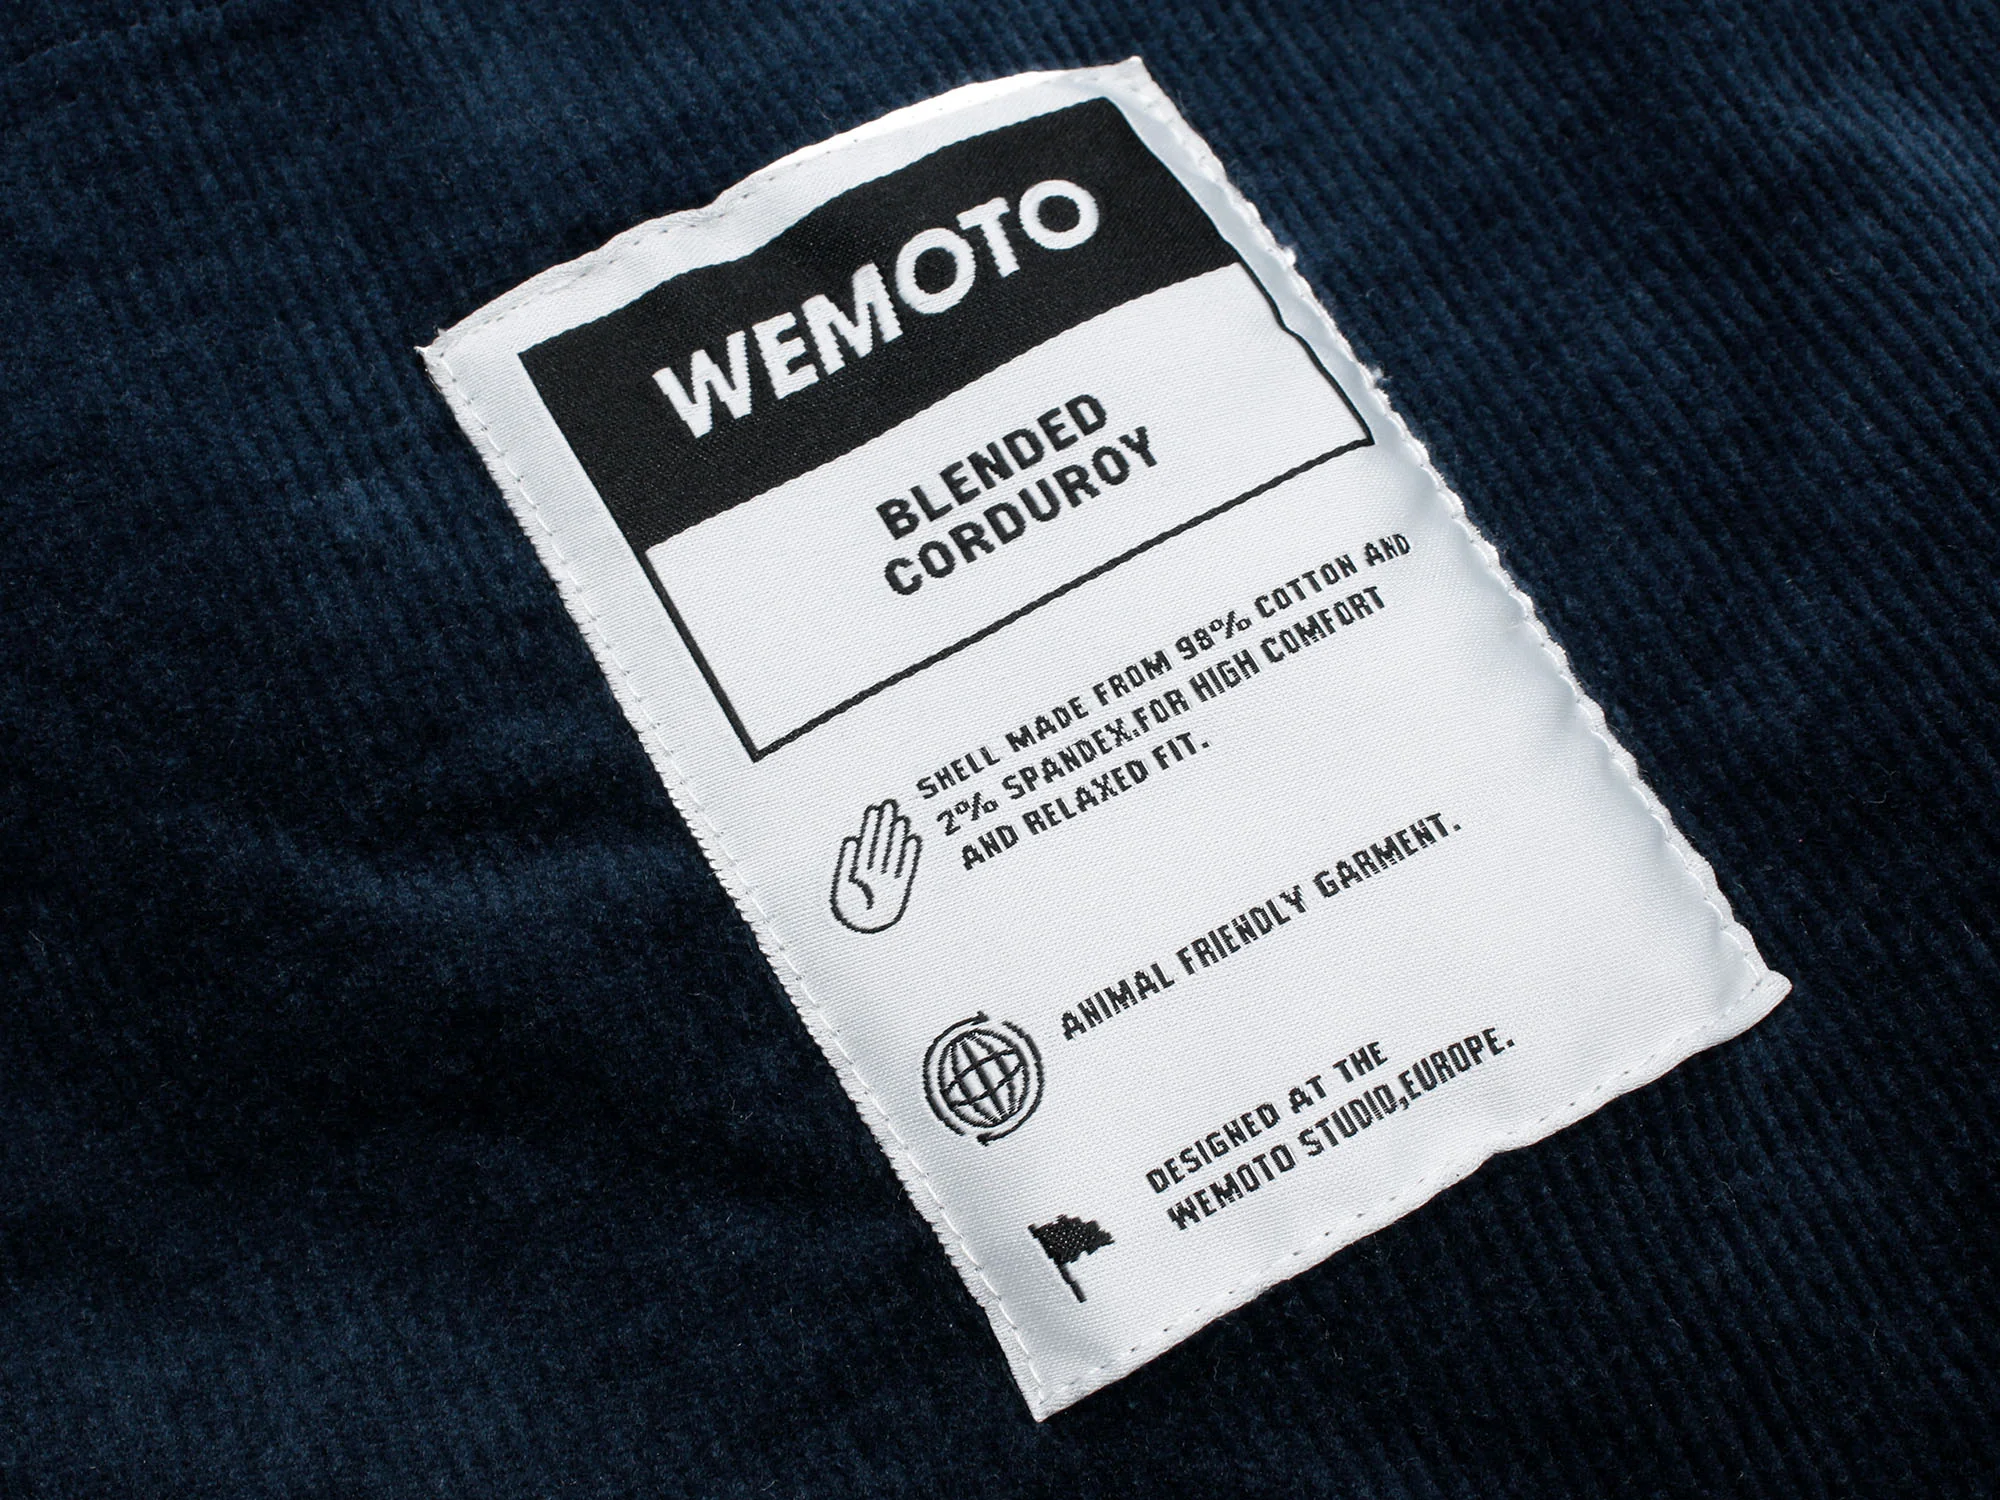 WEMOTO
BLENDED
CORDUROY
SHELL MADE FROM 98% COTTON AND
2% SPANDEX.FOR HIGH COMFORT
AND RELAXED FIT.
ANIMAL FRIENDLY GARMENT.
DESIGNED AT THE
WEMOTO STUDIO,EUROPE.